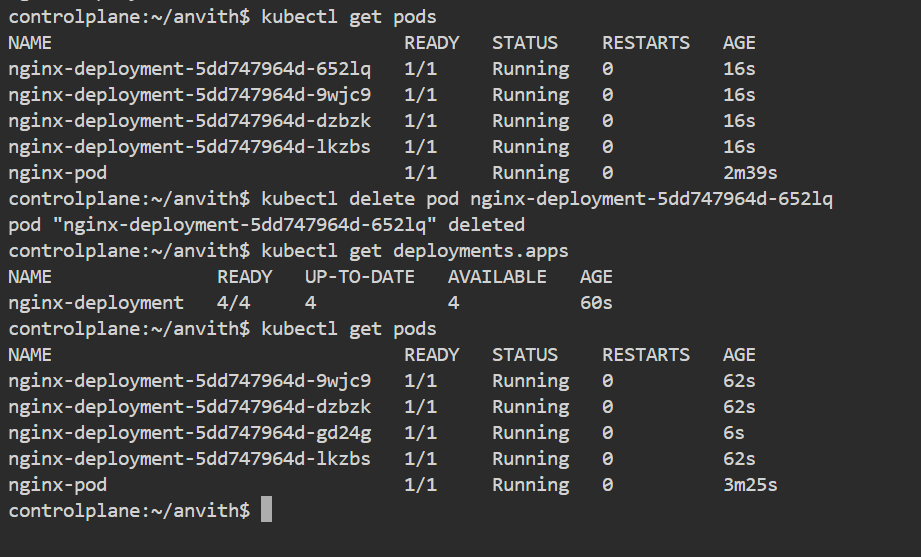 controlplane:~/anvith$ kubectl get pods
NAME READY STATUS RESTARTS AGE
nginx-deployment-5dd747964d-652lq 1/1 Running 0 16s
nginx-deployment-5dd747964d-9wjc9 1/1 Running 0 16s
nginx-deployment-5dd747964d-dzbzk 1/1 Running 0 16s
nginx-deployment-5dd747964d-lkzbs 1/1 Running 0 16s
nginx-pod 1/1 Running 0 2m39s
controlplane:~/anvith$ kubectl delete pod nginx-deployment-5dd747964d-652lq
pod "nginx-deployment-5dd747964d-652lq" deleted
controlplane:~/anvith$ kubectl get deployments.apps
NAME READY UP-TO-DATE AVAILABLE AGE
nginx-deployment 4/4 4 4 60s
controlplane:~/anvith$ kubectl get pods
NAME READY STATUS RESTARTS AGE
nginx-deployment-5dd747964d-9wjc9 1/1 Running 0 62s
nginx-deployment-5dd747964d-dzbzk 1/1 Running 0 62s
nginx-deployment-5dd747964d-gd24g 1/1 Running 0 6s
nginx-deployment-5dd747964d-lkzbs 1/1 Running 0 62s
nginx-pod 1/1 Running 0 3m25s
controlplane:~/anvith$